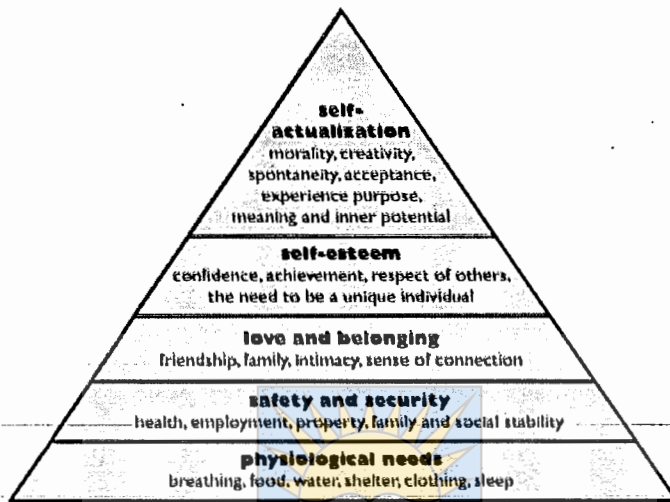 self-
actualization
morality, creativity,
spontaneity, acceptance,
experience purpose,
meaning and inner potential
self-esteem
confidence, achievement, respect of others,
the need to be a unique individual
love and belonging
friendship, family, intimacy, sense of connection
safety and security
health, employment, property, family and social stability
physiological needs
breathing, food, water, shelter, clothing, sleep